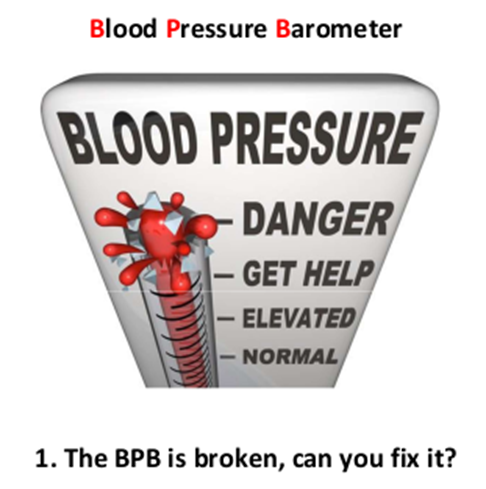 Blood Pressure Barometer
BLOOD PRESSURE
DANGER
GET HELP
ELEVATED
NORMAL
1. The BPB is broken, can you fix it?